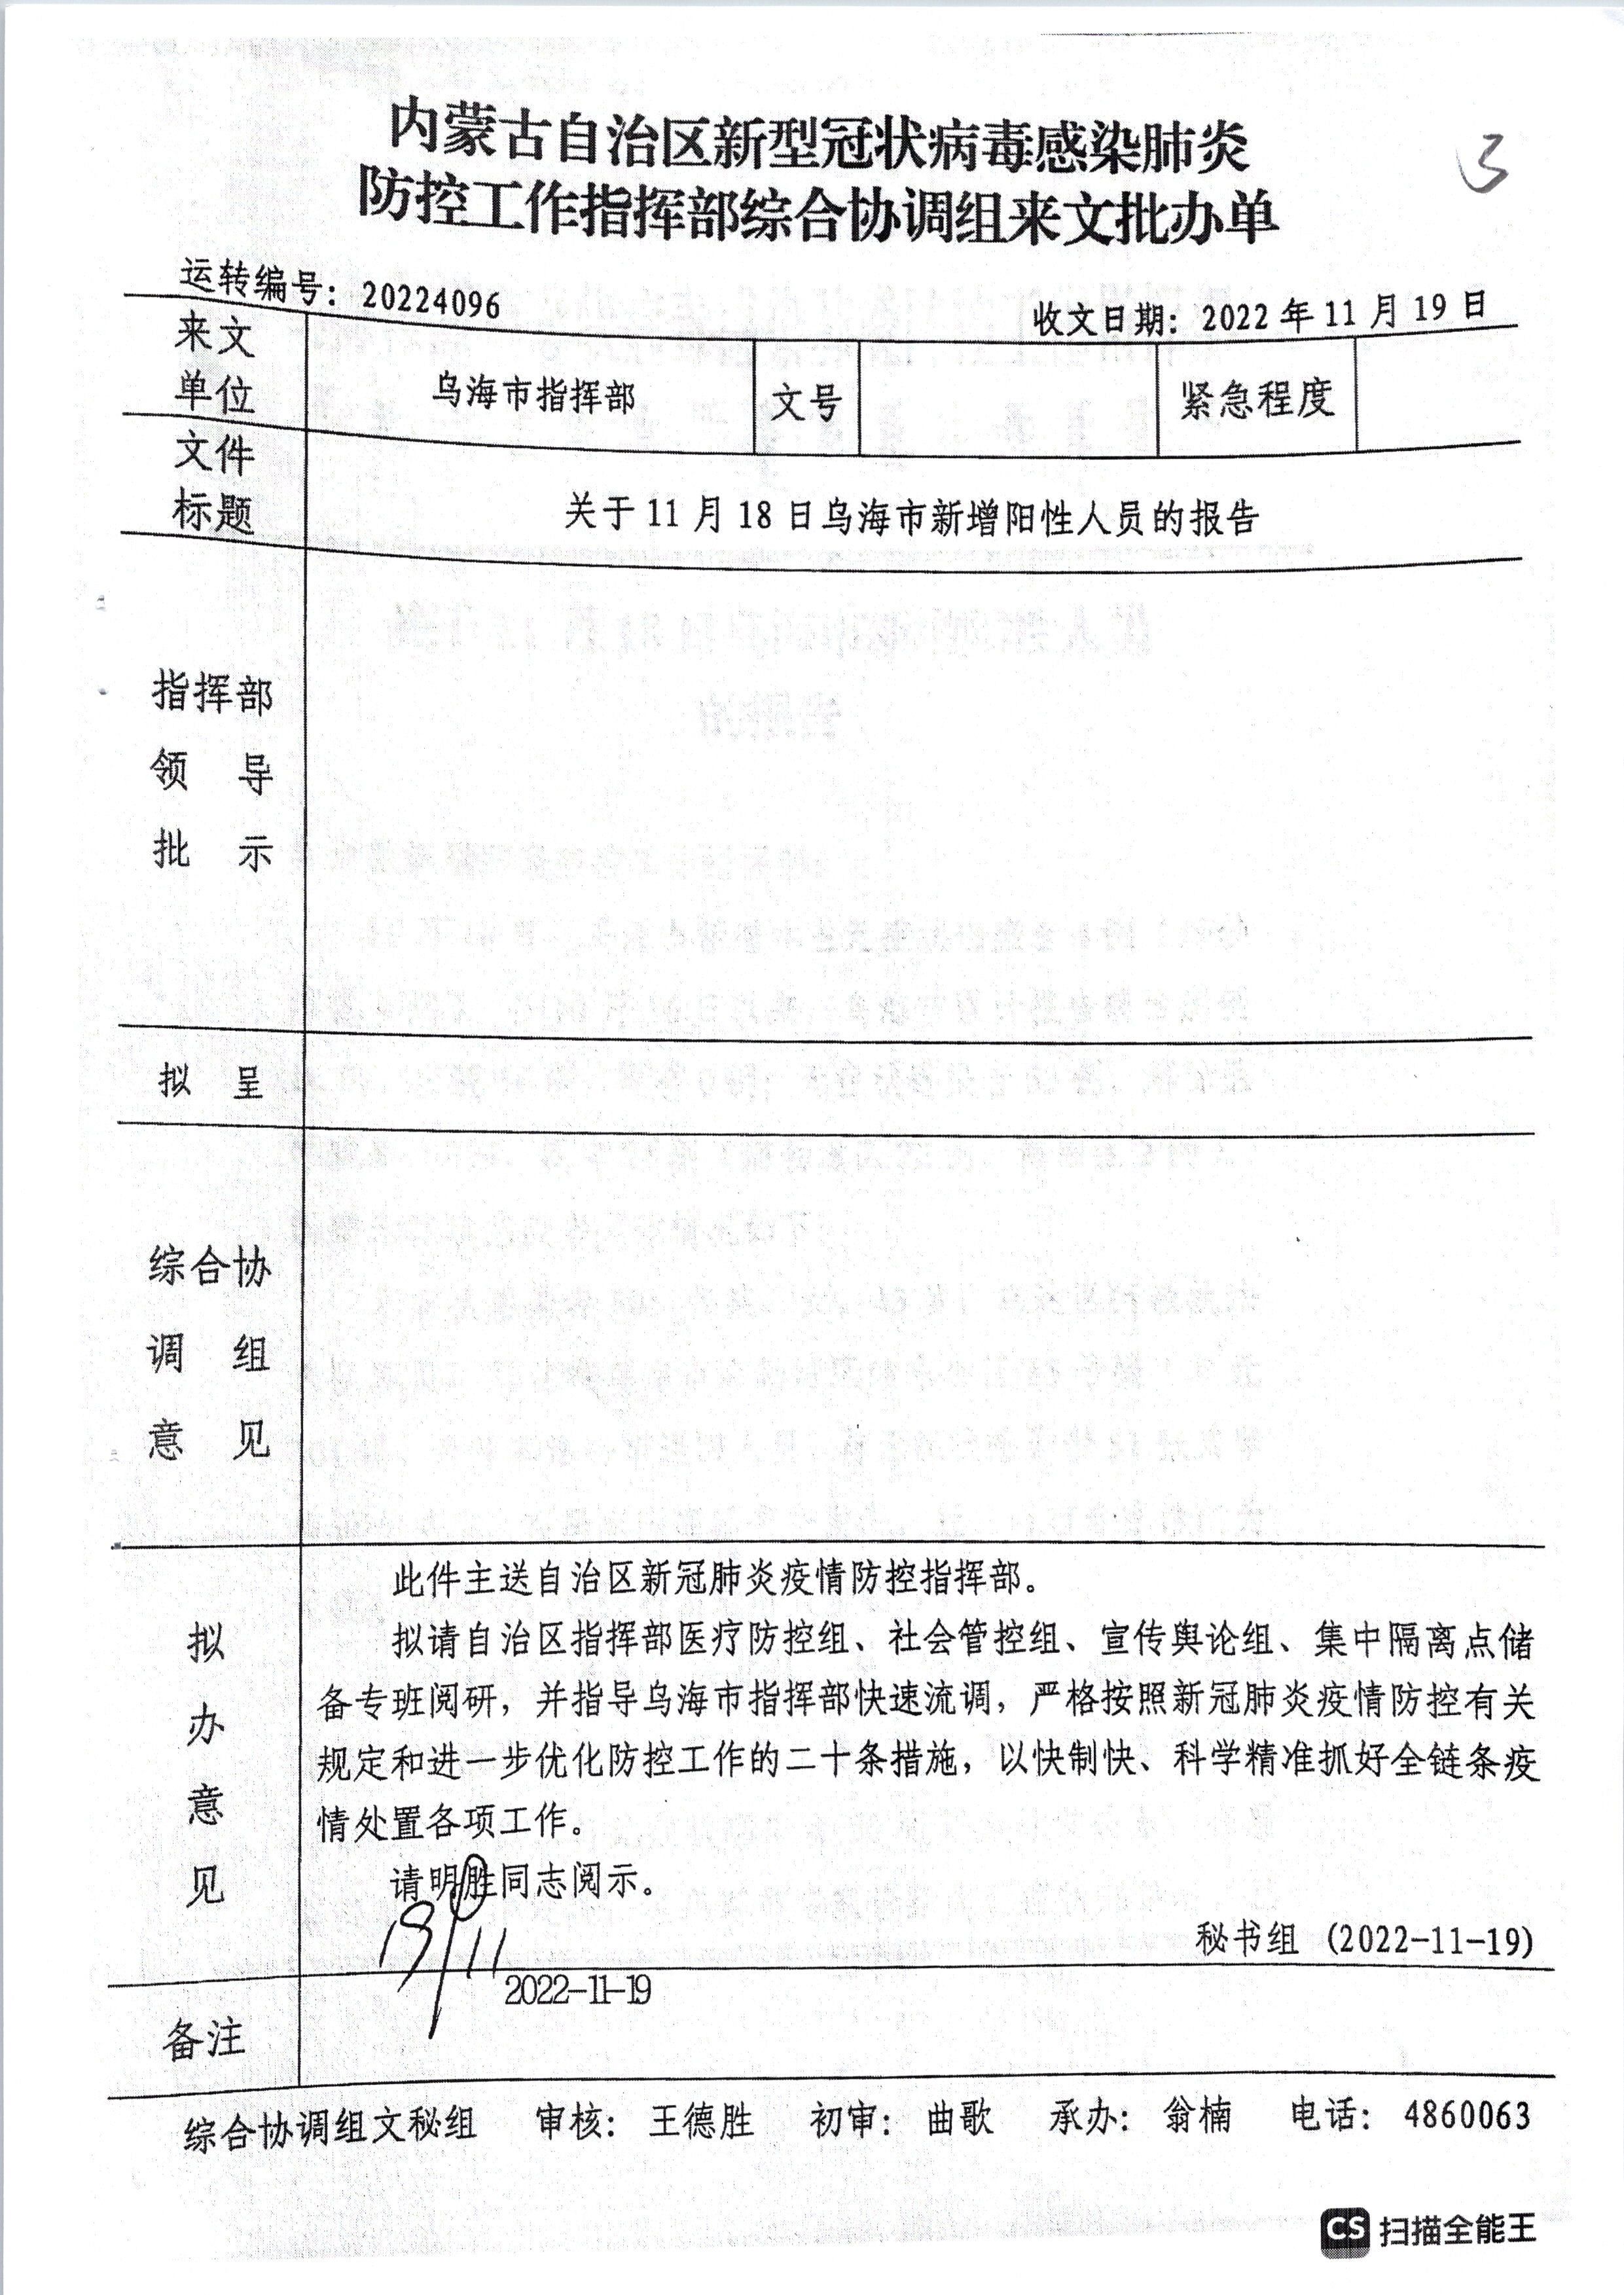 内蒙古自治区新型冠状病毒感染肺炎
防控工作指挥部综合协调组来文批办单
3
运转编号：20224096
收文日期：2022 年 11 月 19 日
来文
单位
乌海市指挥部
文号
紧急程度
文件
标题
关于 11 月 18 日乌海市新增阳性人员的报告
指挥部
领 导
批 示
拟 呈
综合协
调 组
意 见
拟
办
意
见
此件主送自治区新冠肺炎疫情防控指挥部。
拟请自治区指挥部医疗防控组、社会管控组、宣传舆论组、集中隔离点储
备专班阅研，并指导乌海市指挥部快速流调，严格按照新冠肺炎疫情防控有关
规定和进一步优化防控工作的二十条措施，以快制快、科学精准抓好全链条疫
情处置各项工作。
请明胜同志阅示。
19/11
秘书组 (2022-11-19)
2022-11-19
备注
综合协调组文秘组 审核：王德胜 初审：曲歌 承办：翁楠 电话：4860063
CS 扫描全能王